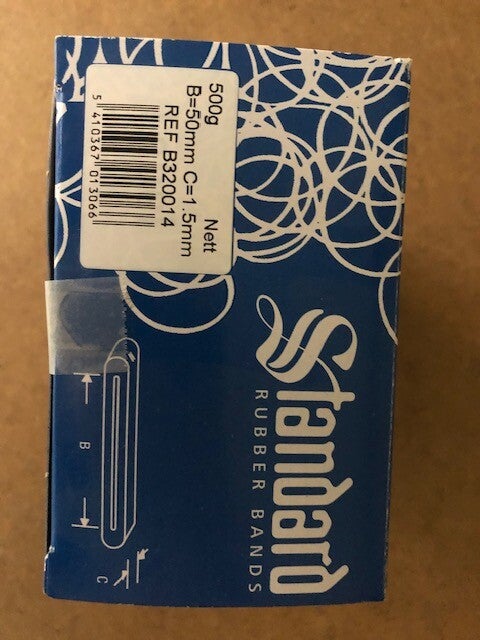 500g Nett
B=50mm C=1.5mm
REF B320014
5 410367 013066
Standard
RUBBER BANDS
B
C